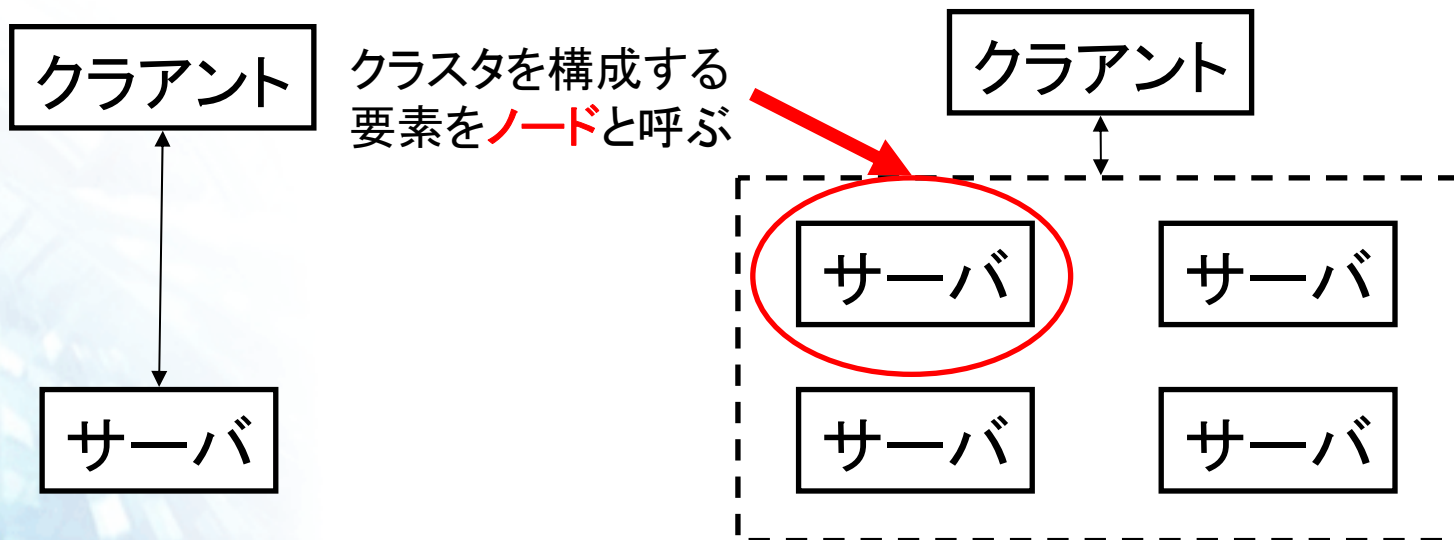 クラアント
クラスタを構成する
要素をノードと呼ぶ
クラアント
サーバ
サーバ
サーバ
サーバ
サーバ